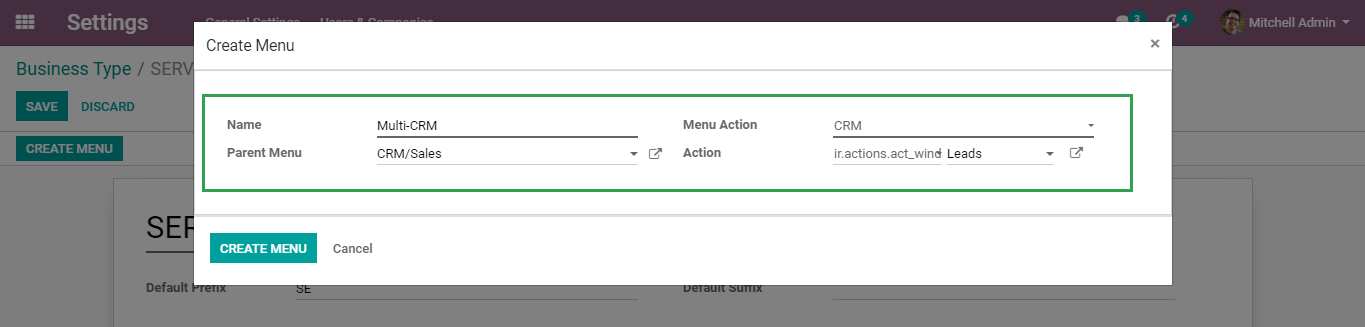 Settings
General Settings Users & Companies
3 4 Mitchell Admin
Create Menu ×
Business Type / SERV
SAVE DISCARD
Name Multi-CRM Menu Action CRM
Parent Menu CRM/Sales Action ir.actions.act_wind Leads
CREATE MENU
SER
CREATE MENU Cancel
Default Prefix SE Default Suffix